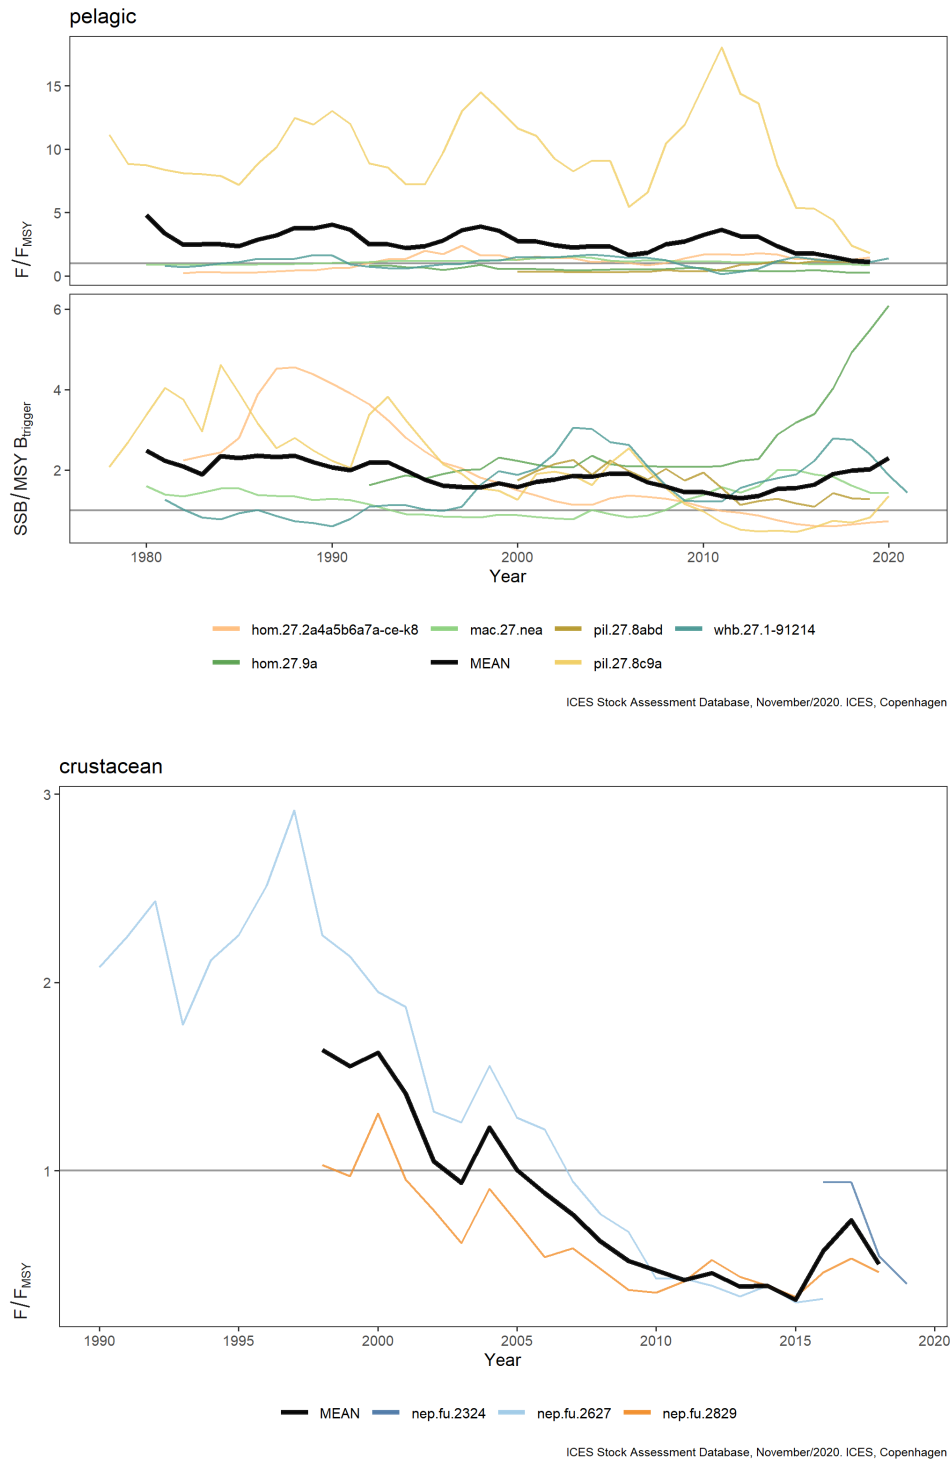 pelagic
15
10
5
0
F/FMSY
6
4
2
SSB/MSY Btrigger
1980
1990
2000
2010
2020
Year
hom.27.2a4a5b6a7a-ce-k8
mac.27.nea
pil.27.8abd
whb.27.1-91214
hom.27.9a
MEAN
pil.27.8c9a
ICES Stock Assessment Database, November/2020. ICES, Copenhagen
crustacean
3
2
1
F/FMSY
1990
1995
2000
2005
2010
2015
2020
Year
MEAN
nep.fu.2324
nep.fu.2627
nep.fu.2829
ICES Stock Assessment Database, November/2020. ICES, Copenhagen